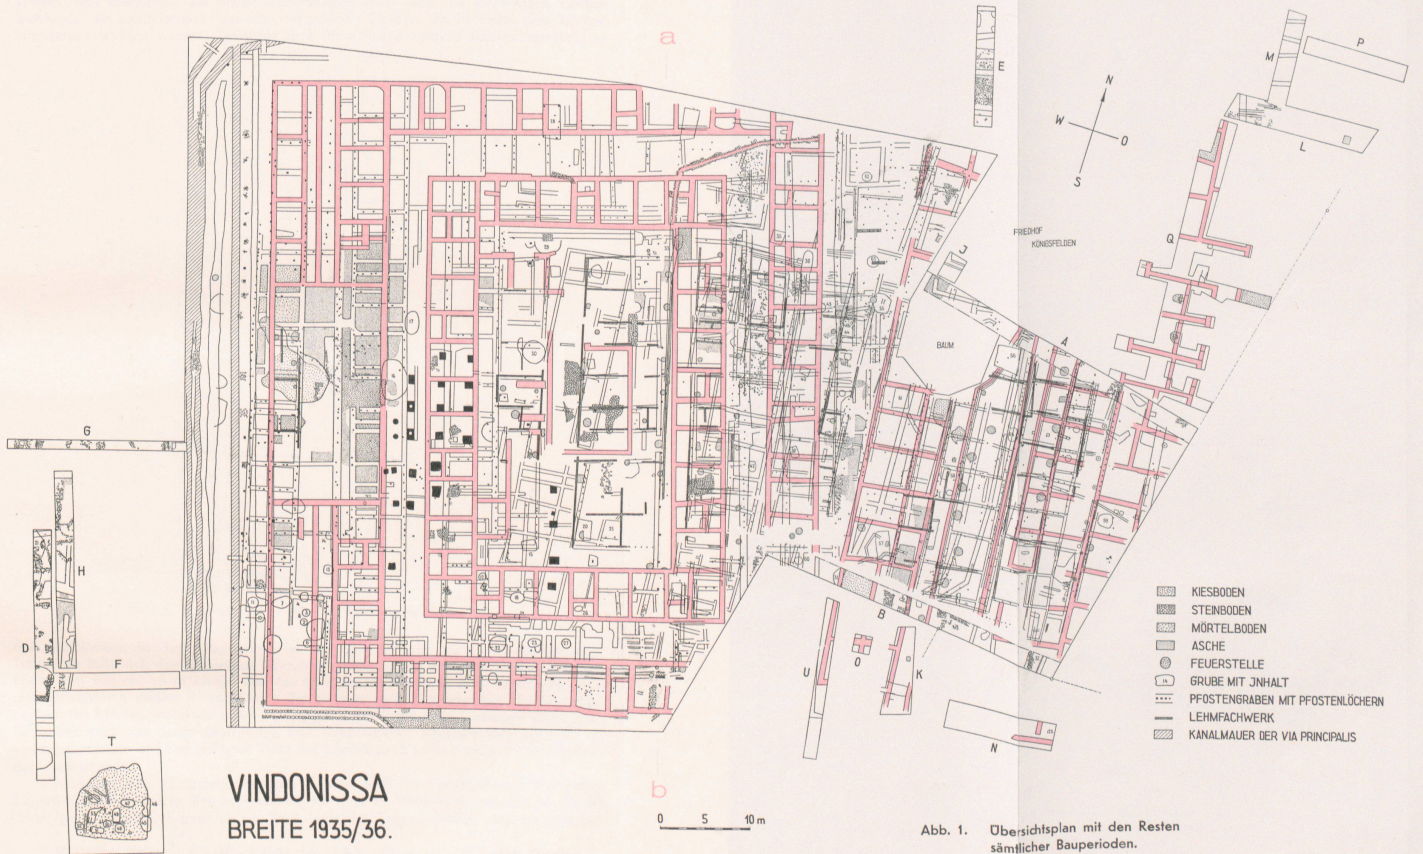 a
E
M
P
L
N
W
O
S
FRIEDHOF
KÖNIGSFELDEN
J
Q
BAUM
A
G
H
D
F
T
B
U
O
K
N
VINDONISSA
BREITE 1935/36.
b
0 5 10 m
KIESBODEN
STEINBODEN
MÖRTELBODEN
ASCHE
FEUERSTELLE
14 GRUBE MIT JNHALT
PFOSTENGRABEN MIT PFOSTENLÖCHERN
LEHMFACHWERK
KANALMAUER DER VIA PRINCIPALIS
Abb. 1. Übersichtsplan mit den Resten
sämtlicher Bauperioden.